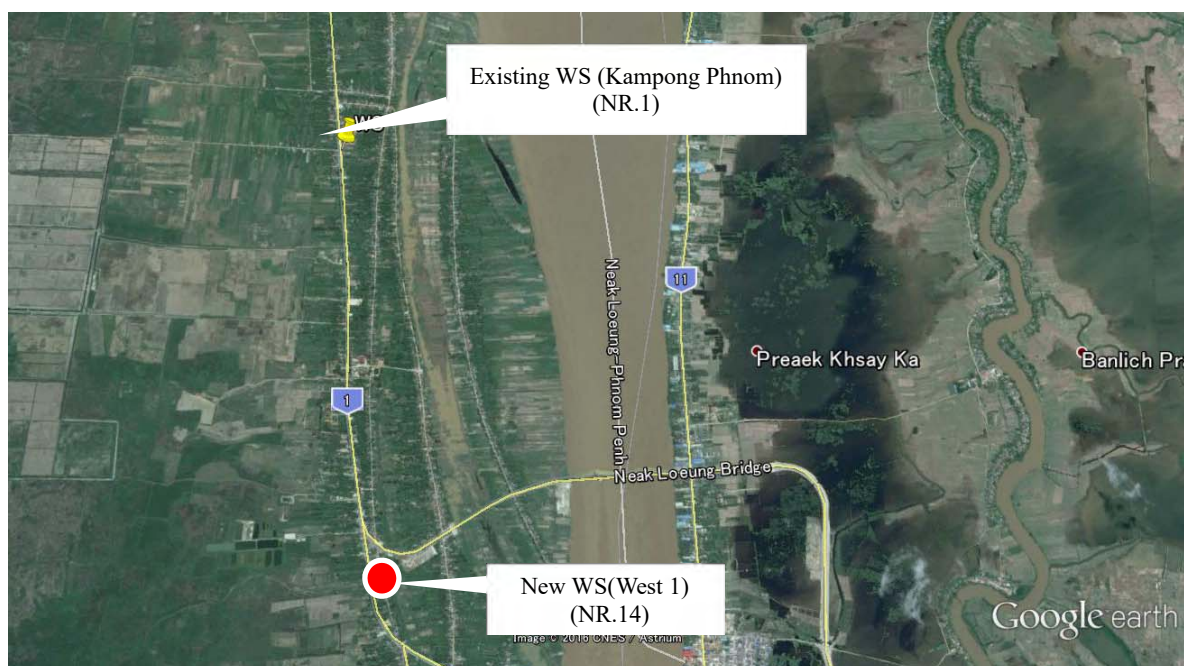 Existing WS (Kampong Phnom)
(NR.1)
WS
11
Neak Loeung-Phnom Penh
Preaek Khsay Ka
Banlich Pra
1
Neak Loeung Bridge
New WS(West 1)
(NR.14)
Image © 2016 CNES / Astrium
Google earth